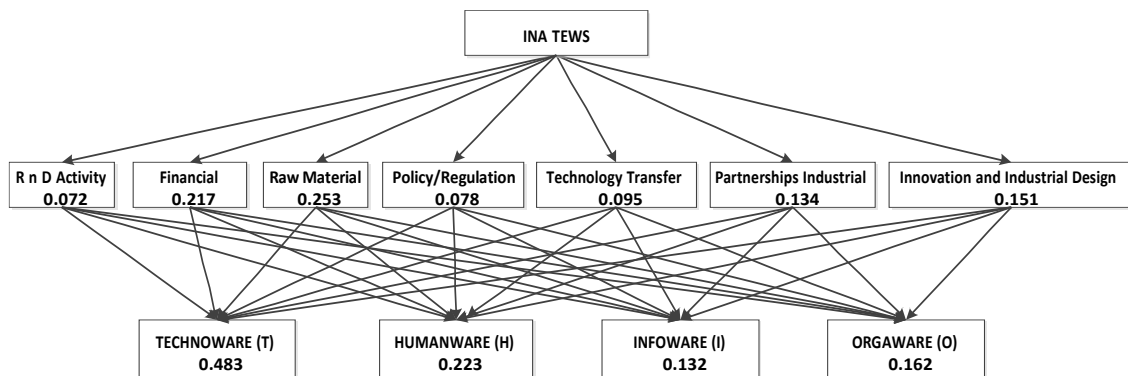 INA TEWS
R n D Activity
0.072
Financial
0.217
Raw Material
0.253
Policy/Regulation
0.078
Technology Transfer
0.095
Partnerships Industrial
0.134
Innovation and Industrial Design
0.151
TECHNOWARE (T)
0.483
HUMANWARE (H)
0.223
INFOWARE (I)
0.132
ORGAWARE (O)
0.162